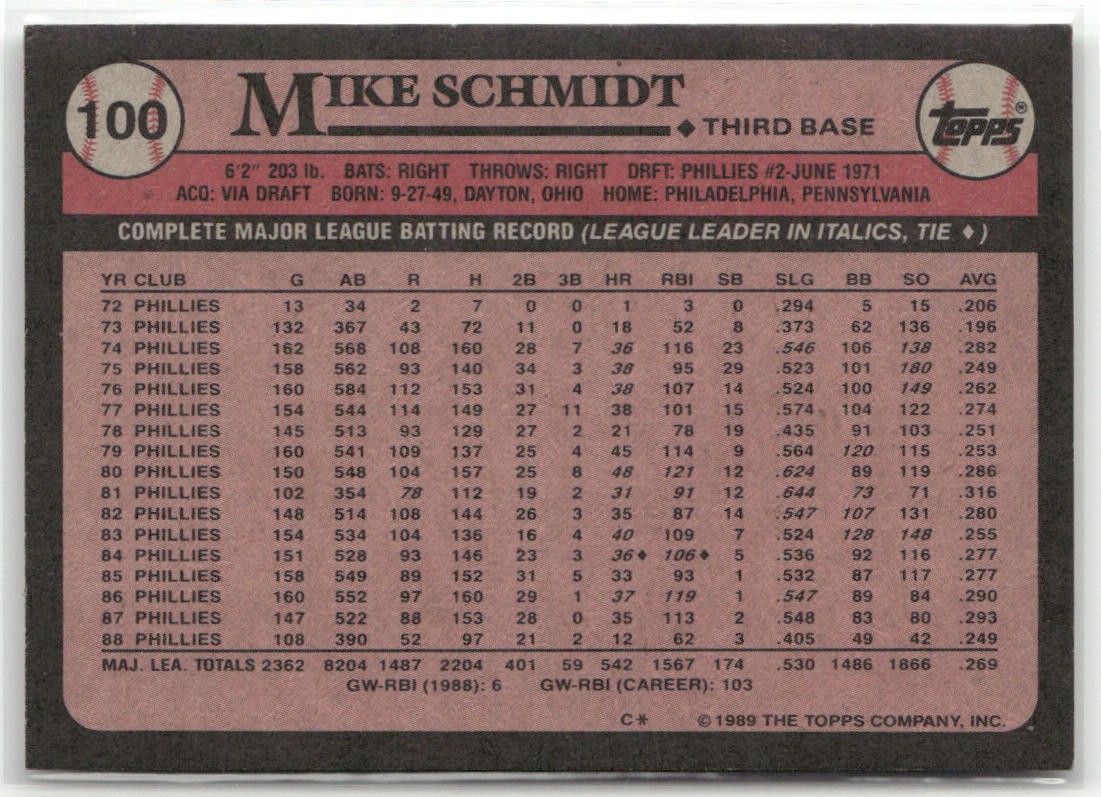 100
MIKE SCHMIDT
◆ THIRD BASE
TOPPS®
6'2" 203 lb. BATS: RIGHT THROWS: RIGHT DRFT: PHILLIES #2-JUNE 1971
ACQ: VIA DRAFT BORN: 9-27-49, DAYTON, OHIO HOME: PHILADELPHIA, PENNSYLVANIA
COMPLETE MAJOR LEAGUE BATTING RECORD (LEAGUE LEADER IN ITALICS, TIE ◆)
YR CLUB G AB R H 2B 3B HR RBI SB SLG BB SO AVG
72 PHILLIES 13 34 2 7 0 0 1 3 0 .294 5 15 .206
73 PHILLIES 132 367 43 72 11 0 18 52 8 .373 62 136 .196
74 PHILLIES 162 568 108 160 28 7 36 116 23 .546 106 138 .282
75 PHILLIES 158 562 93 140 34 3 38 95 29 .523 101 180 .249
76 PHILLIES 160 584 112 153 31 4 38 107 14 .524 100 149 .262
77 PHILLIES 154 544 114 149 27 11 38 101 15 .574 104 122 .274
78 PHILLIES 145 513 93 129 27 2 21 78 19 .435 91 103 .251
79 PHILLIES 160 541 109 137 25 4 45 114 9 .564 120 115 .253
80 PHILLIES 150 548 104 157 25 8 48 121 12 .624 89 119 .286
81 PHILLIES 102 354 78 112 19 2 31 91 12 .644 73 71 .316
82 PHILLIES 148 514 108 144 26 3 35 87 14 .547 107 131 .280
83 PHILLIES 154 534 104 136 16 4 40 109 7 .524 128 148 .255
84 PHILLIES 151 528 93 146 23 3 36◆ 106◆ 5 .536 92 116 .277
85 PHILLIES 158 549 89 152 31 5 33 93 1 .532 87 117 .277
86 PHILLIES 160 552 97 160 29 1 37 119 1 .547 89 84 .290
87 PHILLIES 147 522 88 153 28 0 35 113 2 .548 83 80 .293
88 PHILLIES 108 390 52 97 21 2 12 62 3 .405 49 42 .249
MAJ. LEA. TOTALS 2362 8204 1487 2204 401 59 542 1567 174 .530 1486 1866 .269
GW-RBI (1988): 6 GW-RBI (CAREER): 103
C* © 1989 THE TOPPS COMPANY, INC.